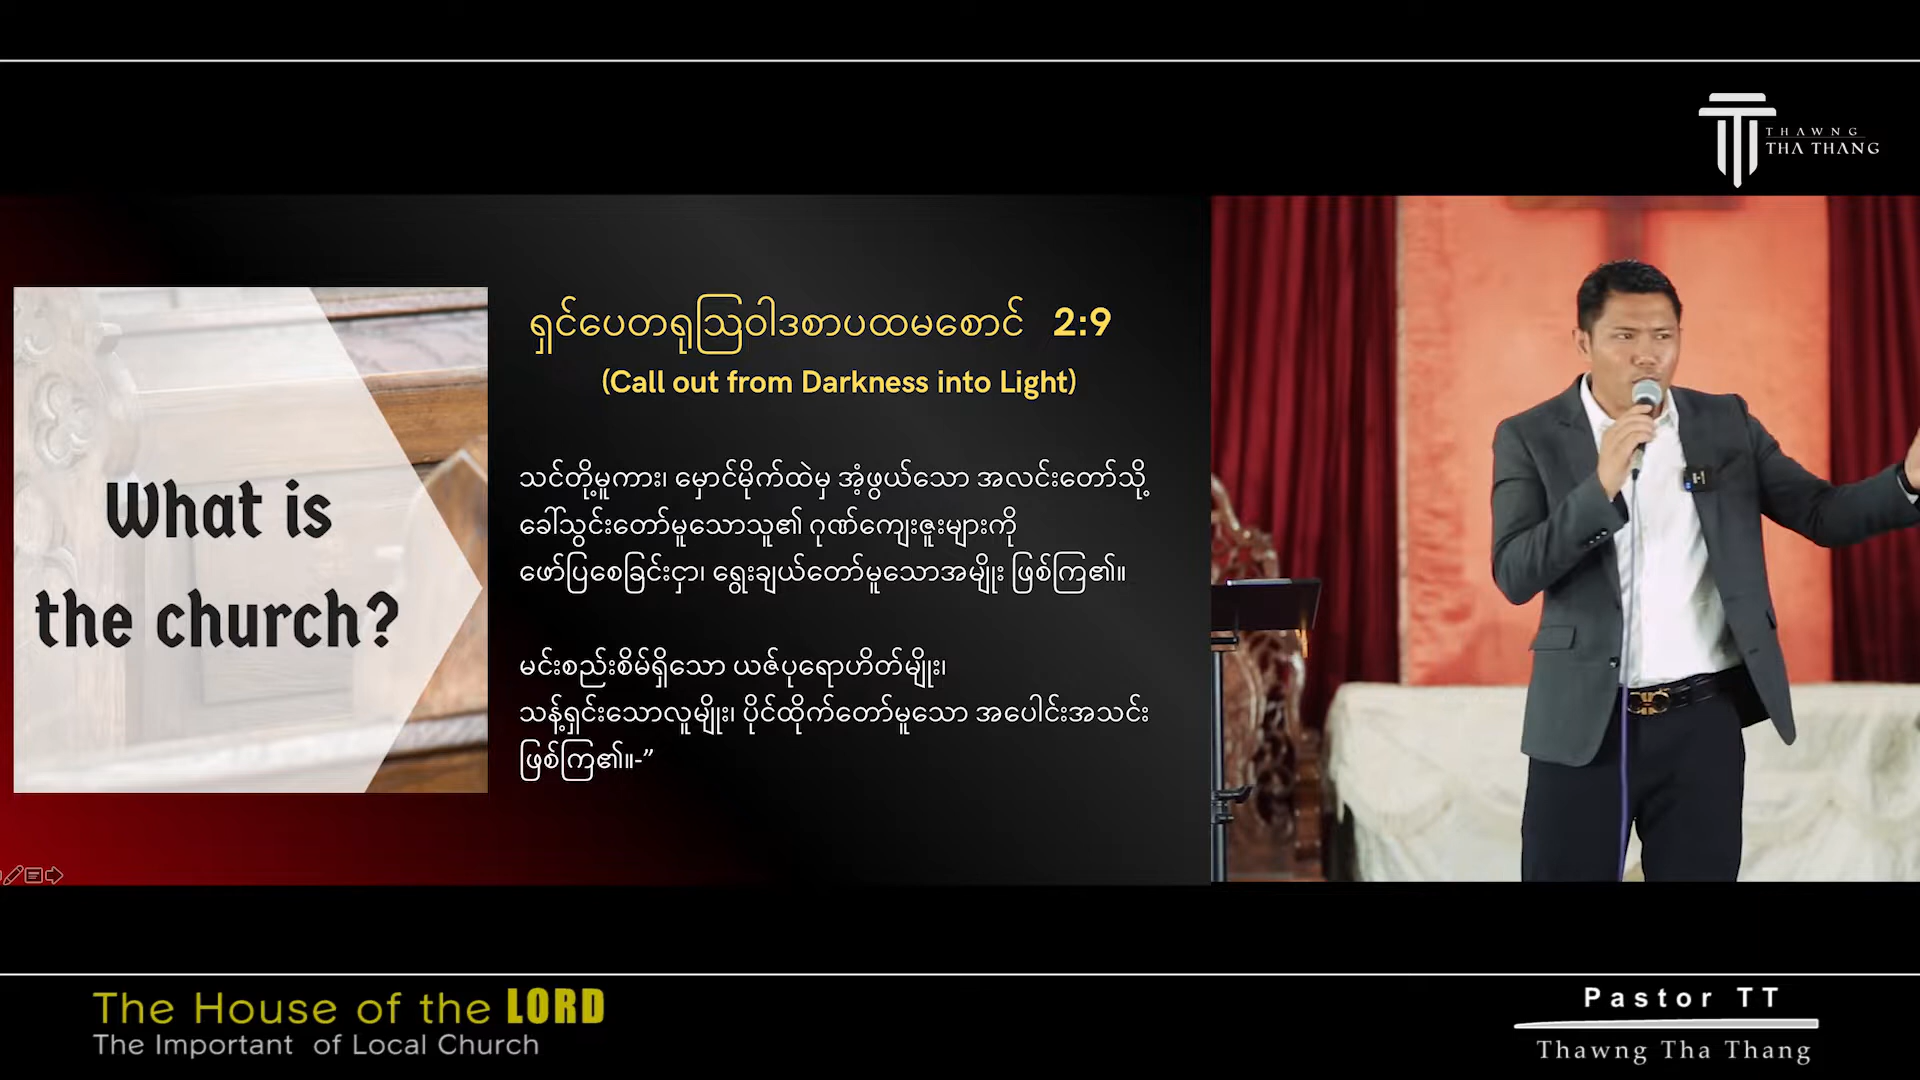 THAWNG
THA THANG
What is
the church?
ရှင်ပေတရုဩဝါဒစာပထမစောင် 2:9
(Call out from Darkness into Light)
သင်တို့မူကား၊ မှောင်မိုက်ထဲမှ အံ့ဖွယ်သော အလင်းတော်သို့
ခေါ်သွင်းတော်မူသောသူ၏ ဂုဏ်ကျေးဇူးများကို
ဖော်ပြစေခြင်းငှာ၊ ရွေးချယ်တော်မူသောအမျိုး ဖြစ်ကြ၏။
မင်းစည်းစိမ်ရှိသော ယဇ်ပုရောဟိတ်မျိုး၊
သန့်ရှင်းသောလူမျိုး၊ ပိုင်ထိုက်တော်မူသော အပေါင်းအသင်း
ဖြစ်ကြ၏။-”
The House of the LORD
The Important of Local Church
Pastor TT
Thawng Tha Thang